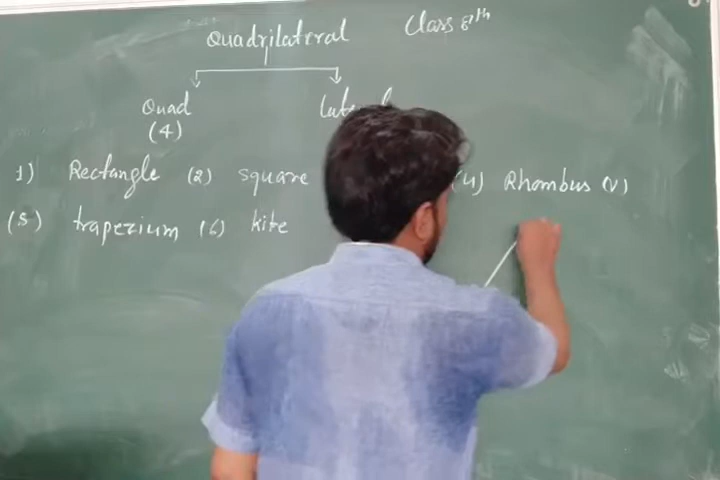 Quadrilateral Class 8th
Quad
(4)
1) Rectangle (2) square (4) Rhombus (V)
(5) trapezium (6) kite